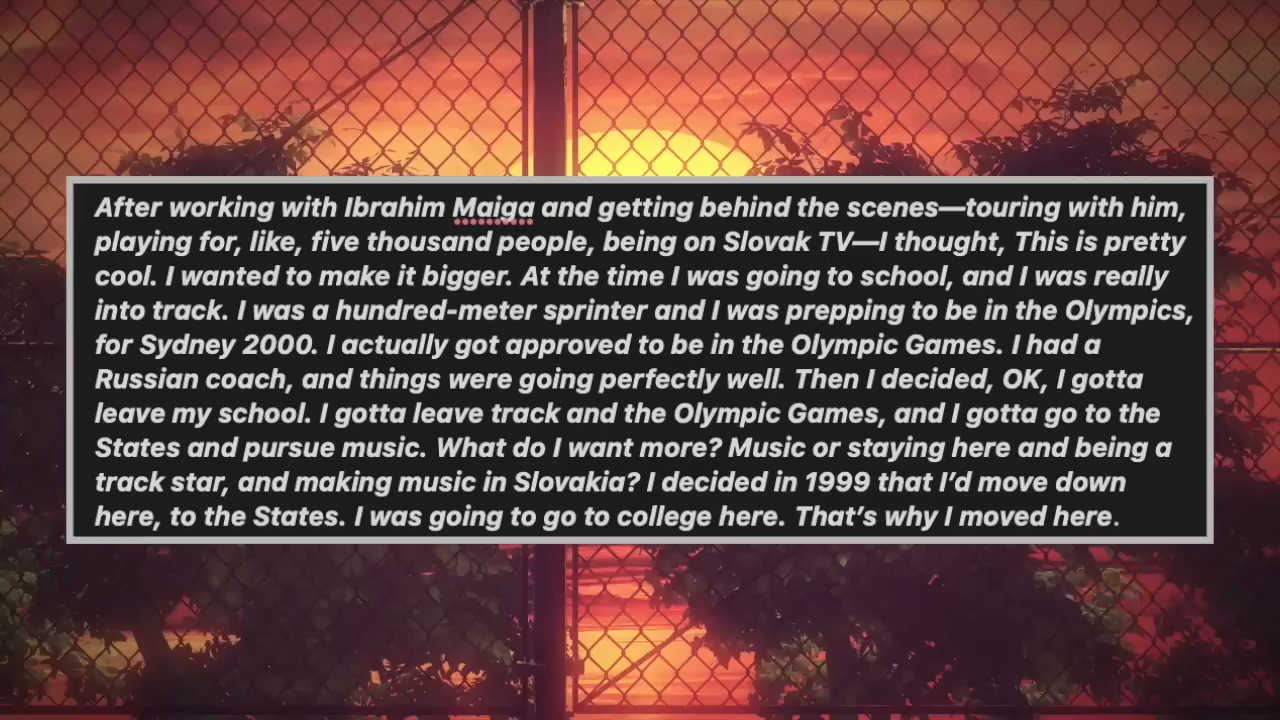 After working with Ibrahim Maiga and getting behind the scenes—touring with him,
playing for, like, five thousand people, being on Slovak TV—I thought, This is pretty
cool. I wanted to make it bigger. At the time I was going to school, and I was really
into track. I was a hundred-meter sprinter and I was prepping to be in the Olympics,
for Sydney 2000. I actually got approved to be in the Olympic Games. I had a
Russian coach, and things were going perfectly well. Then I decided, OK, I gotta
leave my school. I gotta leave track and the Olympic Games, and I gotta go to the
States and pursue music. What do I want more? Music or staying here and being a
track star, and making music in Slovakia? I decided in 1999 that I’d move down
here, to the States. I was going to go to college here. That’s why I moved here.